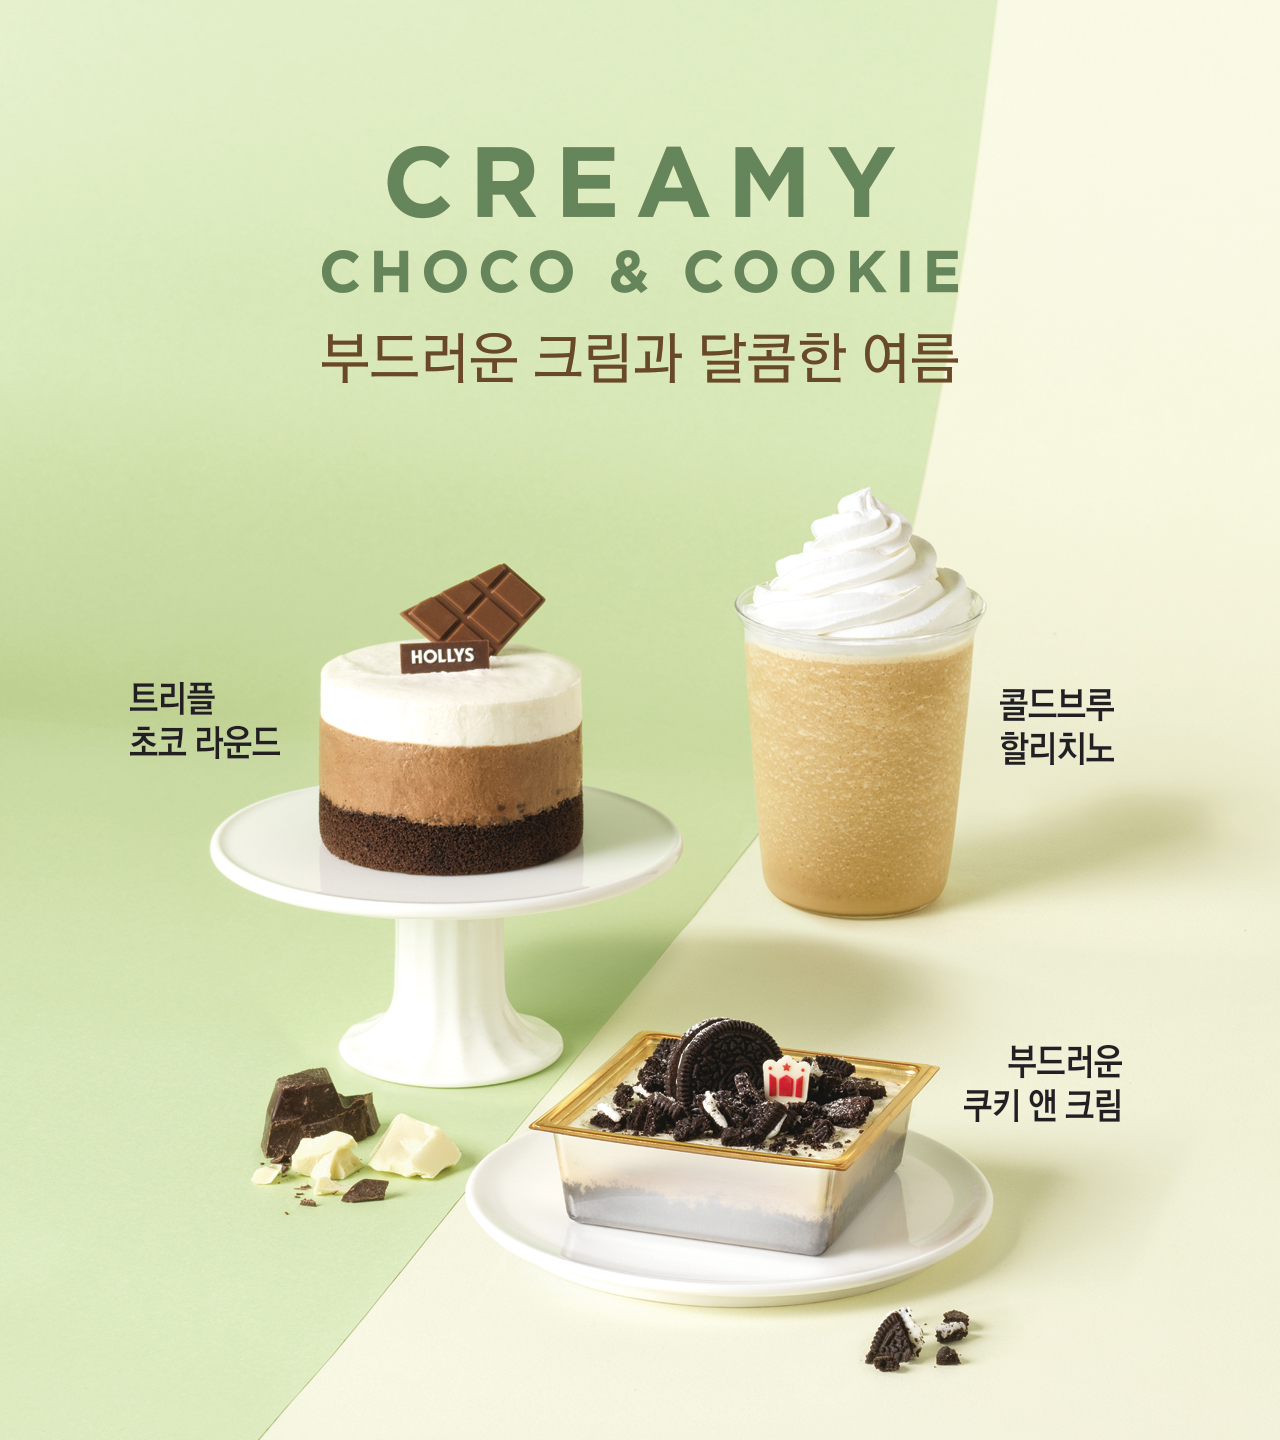 CREAMY
CHOCO & COOKIE
부드러운 크림과 달콤한 여름
HOLLYS
트리플
초코 라운드
콜드브루
할리치노
부드러운
쿠키 앤 크림